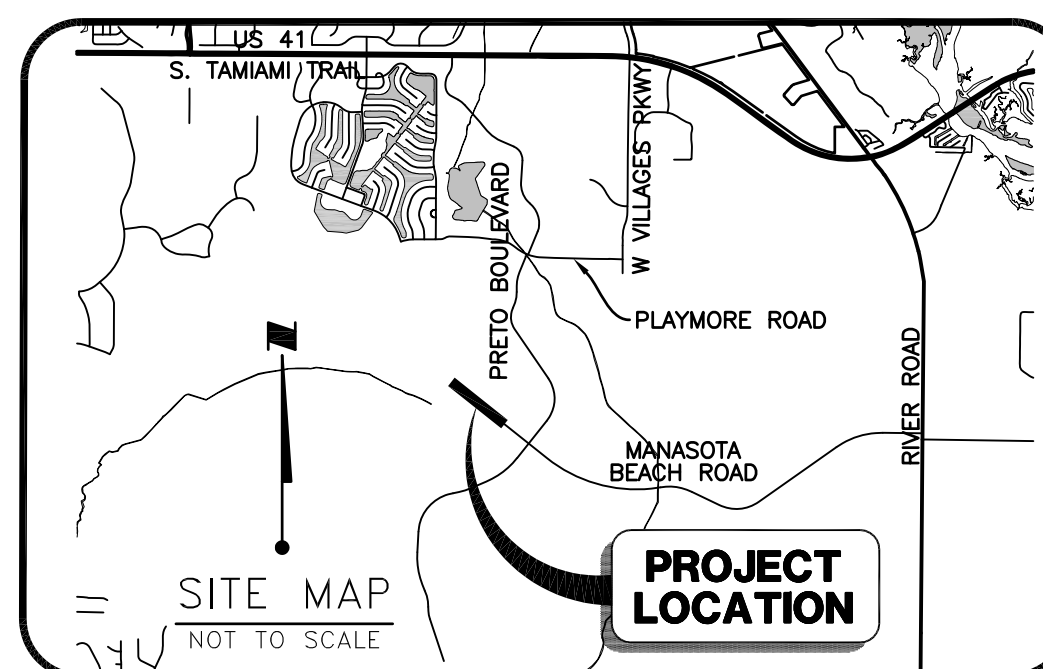 US 41
S. TAMIAMI TRAIL
W VILLAGES PKWY
PRETO BOULEVARD
PLAYMORE ROAD
N
RIVER ROAD
MANASOTA
BEACH ROAD
PROJECT
LOCATION
SITE MAP
NOT TO SCALE